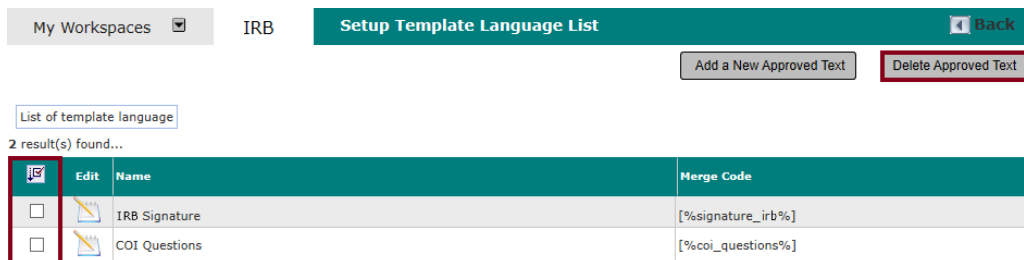 My Workspaces IRB Setup Template Language List Back
Add a New Approved Text Delete Approved Text
List of template language
2 result(s) found...
Edit Name Merge Code
IRB Signature [%signature_irb%]
COI Questions [%coi_questions%]